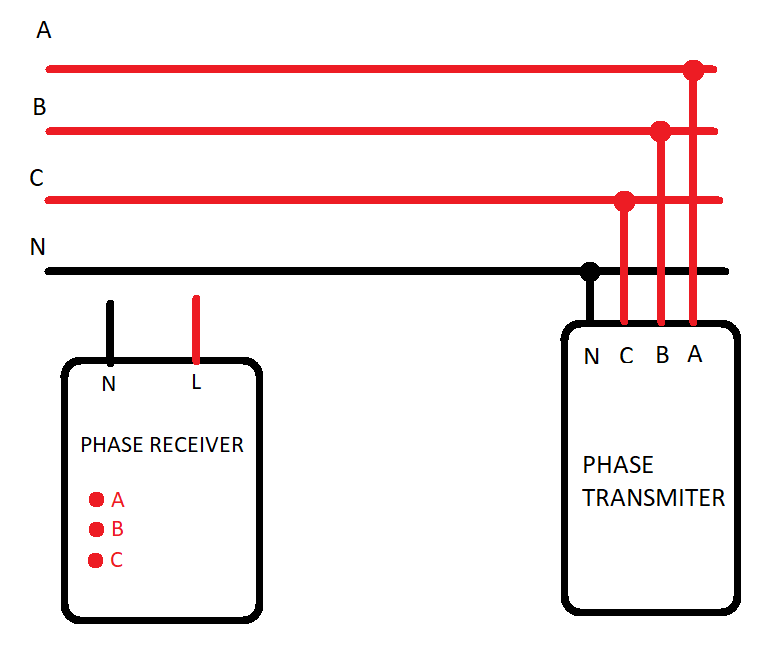 A
B
C
N
N C B A
N L
PHASE RECEIVER
A
B
C
PHASE
TRANSMITER